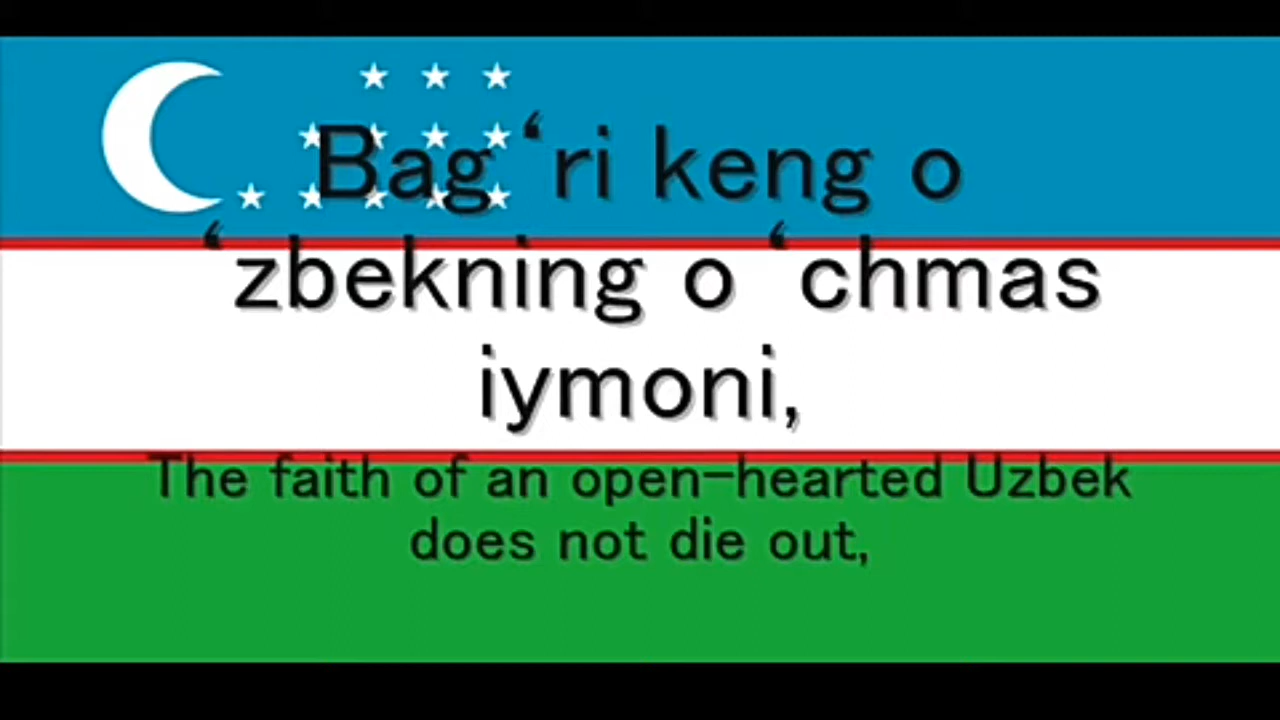 Bag‘ri keng o
‘zbekning o‘chmas
iymoni,
The faith of an open-hearted Uzbek
does not die out,